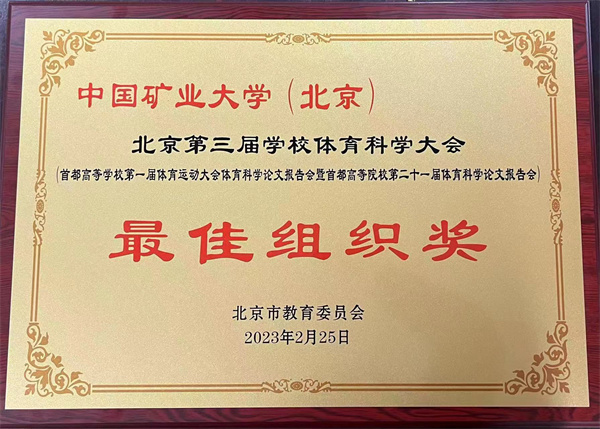 中国矿业大学（北京）
北京第三届学校体育科学大会
（首都高等学校第一届体育运动大会体育科学论文报告会暨首都高等院校第二十一届体育科学论文报告会）
最佳组织奖
北京市教育委员会
2023年2月25日